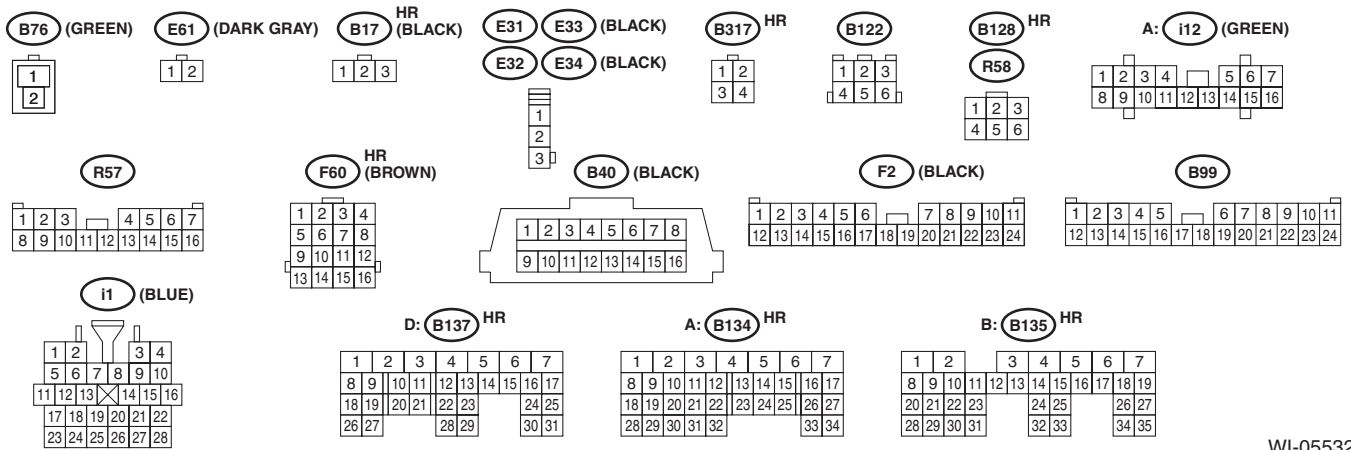 B76 (GREEN)
1
2
E61 (DARK GRAY)
1 2
B17 HR (BLACK)
1 2 3
E31 E33 (BLACK)
E32 E34 (BLACK)
1
2
3
B317 HR
1 2
3 4
B122
1 2 3
4 5 6
B128 HR
R58
1 2 3
4 5 6
A: i12 (GREEN)
1 2 3 4 5 6 7
8 9 10 11 12 13 14 15 16
R57
1 2 3 4 5 6 7
8 9 10 11 12 13 14 15 16
F60 HR (BROWN)
1 2 3 4
5 6 7 8
9 10 11 12
13 14 15 16
B40 (BLACK)
1 2 3 4 5 6 7 8
9 10 11 12 13 14 15 16
F2 (BLACK)
1 2 3 4 5 6 7 8 9 10 11
12 13 14 15 16 17 18 19 20 21 22 23 24
B99
1 2 3 4 5 6 7 8 9 10 11
12 13 14 15 16 17 18 19 20 21 22 23 24
i1 (BLUE)
1 2 3 4
5 6 7 8 9 10
11 12 13 14 15 16
17 18 19 20 21 22
23 24 25 26 27 28
D: B137 HR
1 2 3 4 5 6 7
8 9 10 11 12 13 14 15 16 17
18 19 20 21 22 23 24 25
26 27 28 29 30 31
A: B134 HR
1 2 3 4 5 6 7
8 9 10 11 12 13 14 15 16 17
18 19 20 21 22 23 24 25 26 27
28 29 30 31 32 33 34
B: B135 HR
1 2 3 4 5 6 7
8 9 10 11 12 13 14 15 16 17 18 19
20 21 22 23 24 25 26 27
28 29 30 31 32 33 34 35
WI-05532